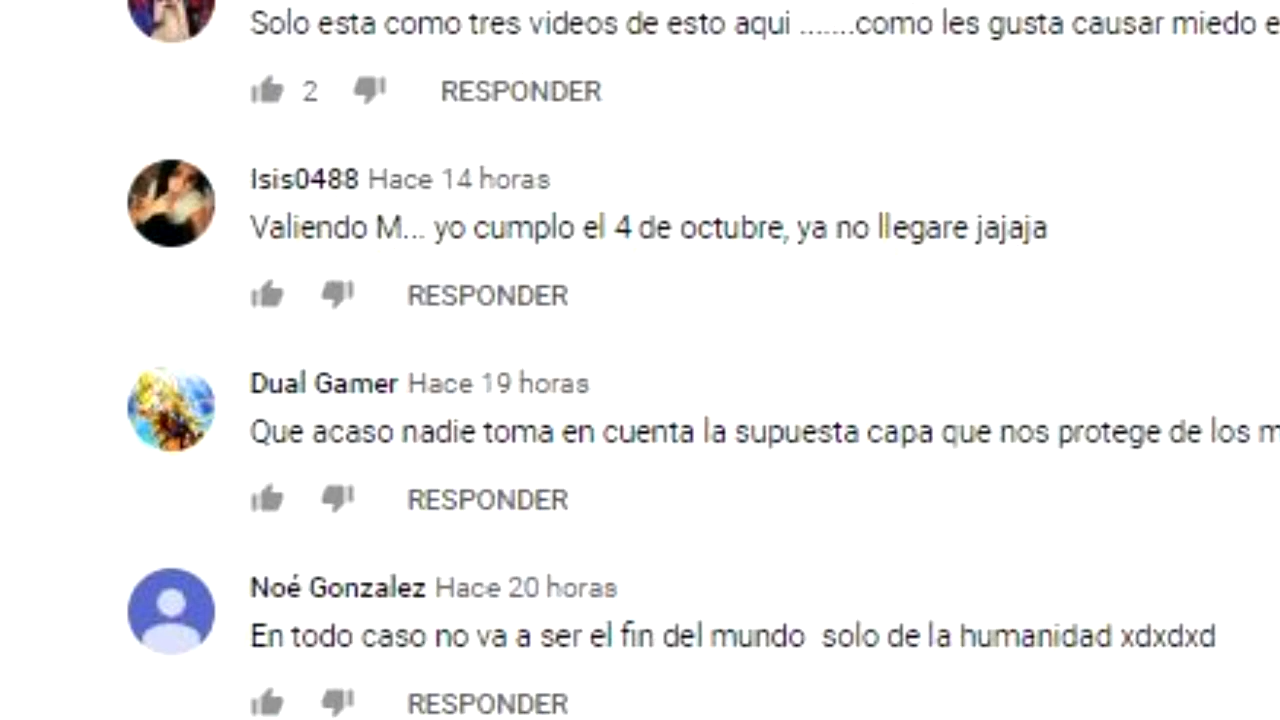 Solo esta como tres videos de esto aqui .......como les gusta causar miedo e
2 RESPONDER
Isis0488 Hace 14 horas
Valiendo M... yo cumplo el 4 de octubre, ya no llegare jajaja
RESPONDER
Dual Gamer Hace 19 horas
Que acaso nadie toma en cuenta la supuesta capa que nos protege de los m
RESPONDER
Noé Gonzalez Hace 20 horas
En todo caso no va a ser el fin del mundo  solo de la humanidad xdxdxd
RESPONDER